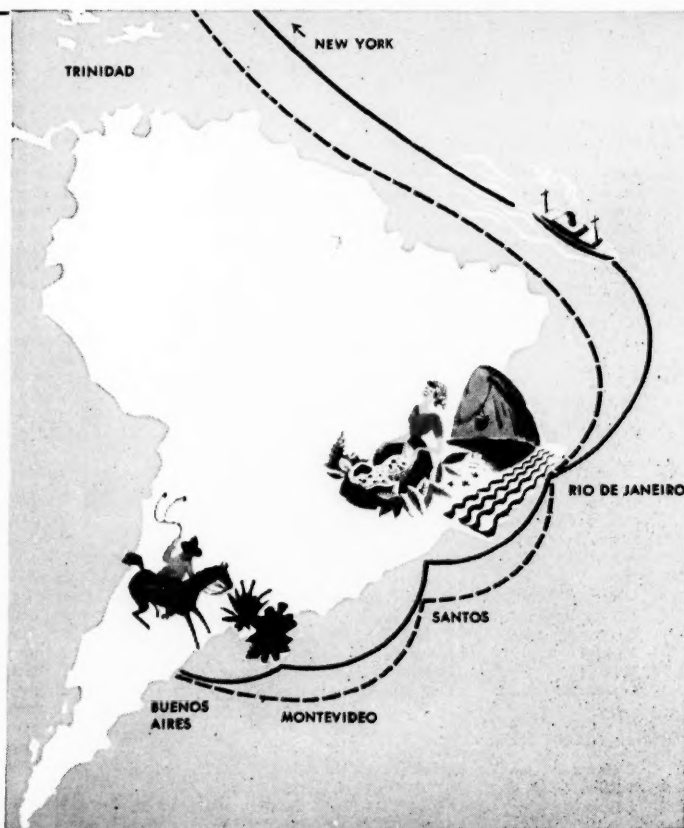 NEW YORK
TRINIDAD
RIO DE JANEIRO
SANTOS
BUENOS
AIRES
MONTEVIDEO